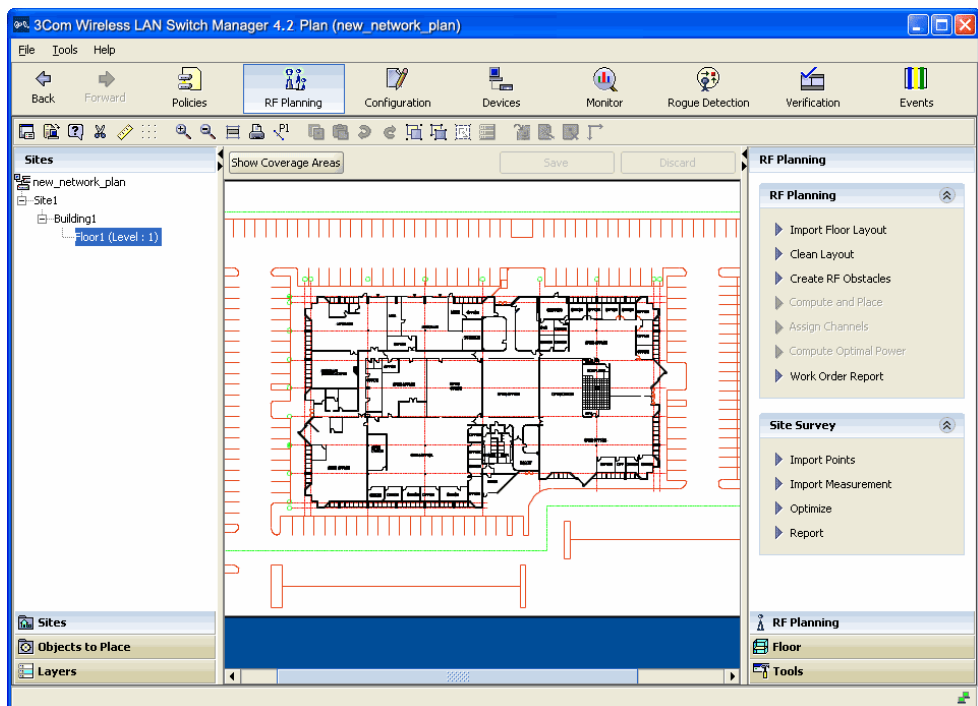 3Com Wireless LAN Switch Manager 4.2 Plan (new_network_plan)
File Tools Help
Back Forward Policies RF Planning Configuration Devices Monitor Rogue Detection Verification Events
Sites
new_network_plan
Site1
Building1
Floor1 (Level : 1)
Sites
Objects to Place
Layers
Show Coverage Areas Save Discard
RF Planning
RF Planning
Import Floor Layout
Clean Layout
Create RF Obstacles
Compute and Place
Assign Channels
Compute Optimal Power
Work Order Report
Site Survey
Import Points
Import Measurement
Optimize
Report
RF Planning
Floor
Tools